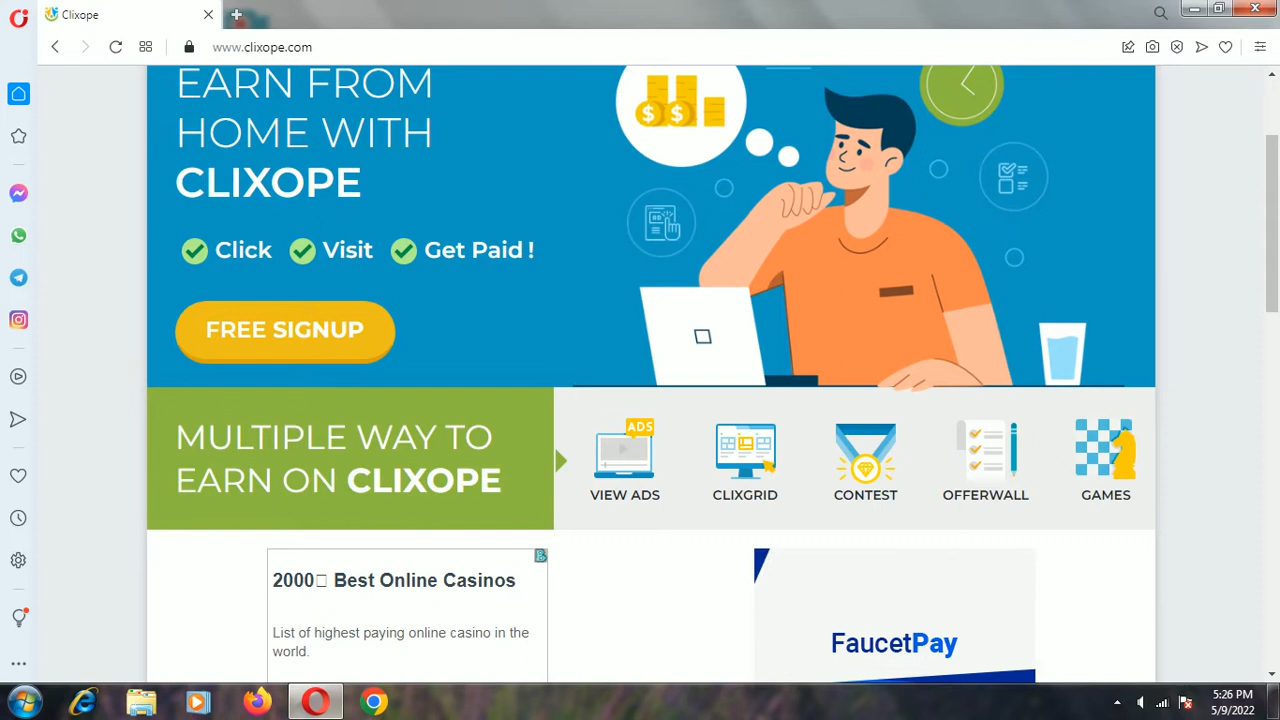 Clixope
www.clixope.com
EARN FROM
HOME WITH
CLIXOPE
Click Visit Get Paid !
FREE SIGNUP
MULTIPLE WAY TO
EARN ON CLIXOPE
ADS
VIEW ADS
CLIXGRID
CONTEST
OFFERWALL
GAMES
2000 Best Online Casinos
List of highest paying online casino in the
world.
FaucetPay
5:26 PM
5/9/2022